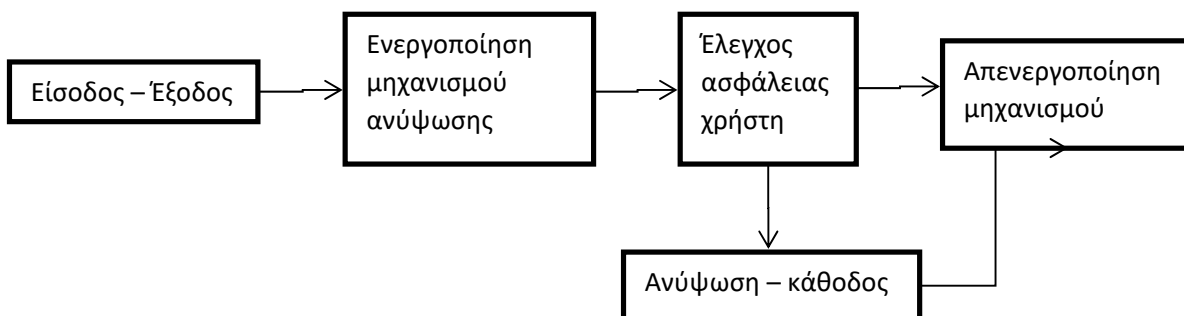 Είσοδος – Έξοδος
Ενεργοποίηση
μηχανισμού
ανύψωσης
Έλεγχος
ασφάλειας
χρήστη
Απενεργοποίηση
μηχανισμού
Ανύψωση – κάθοδος